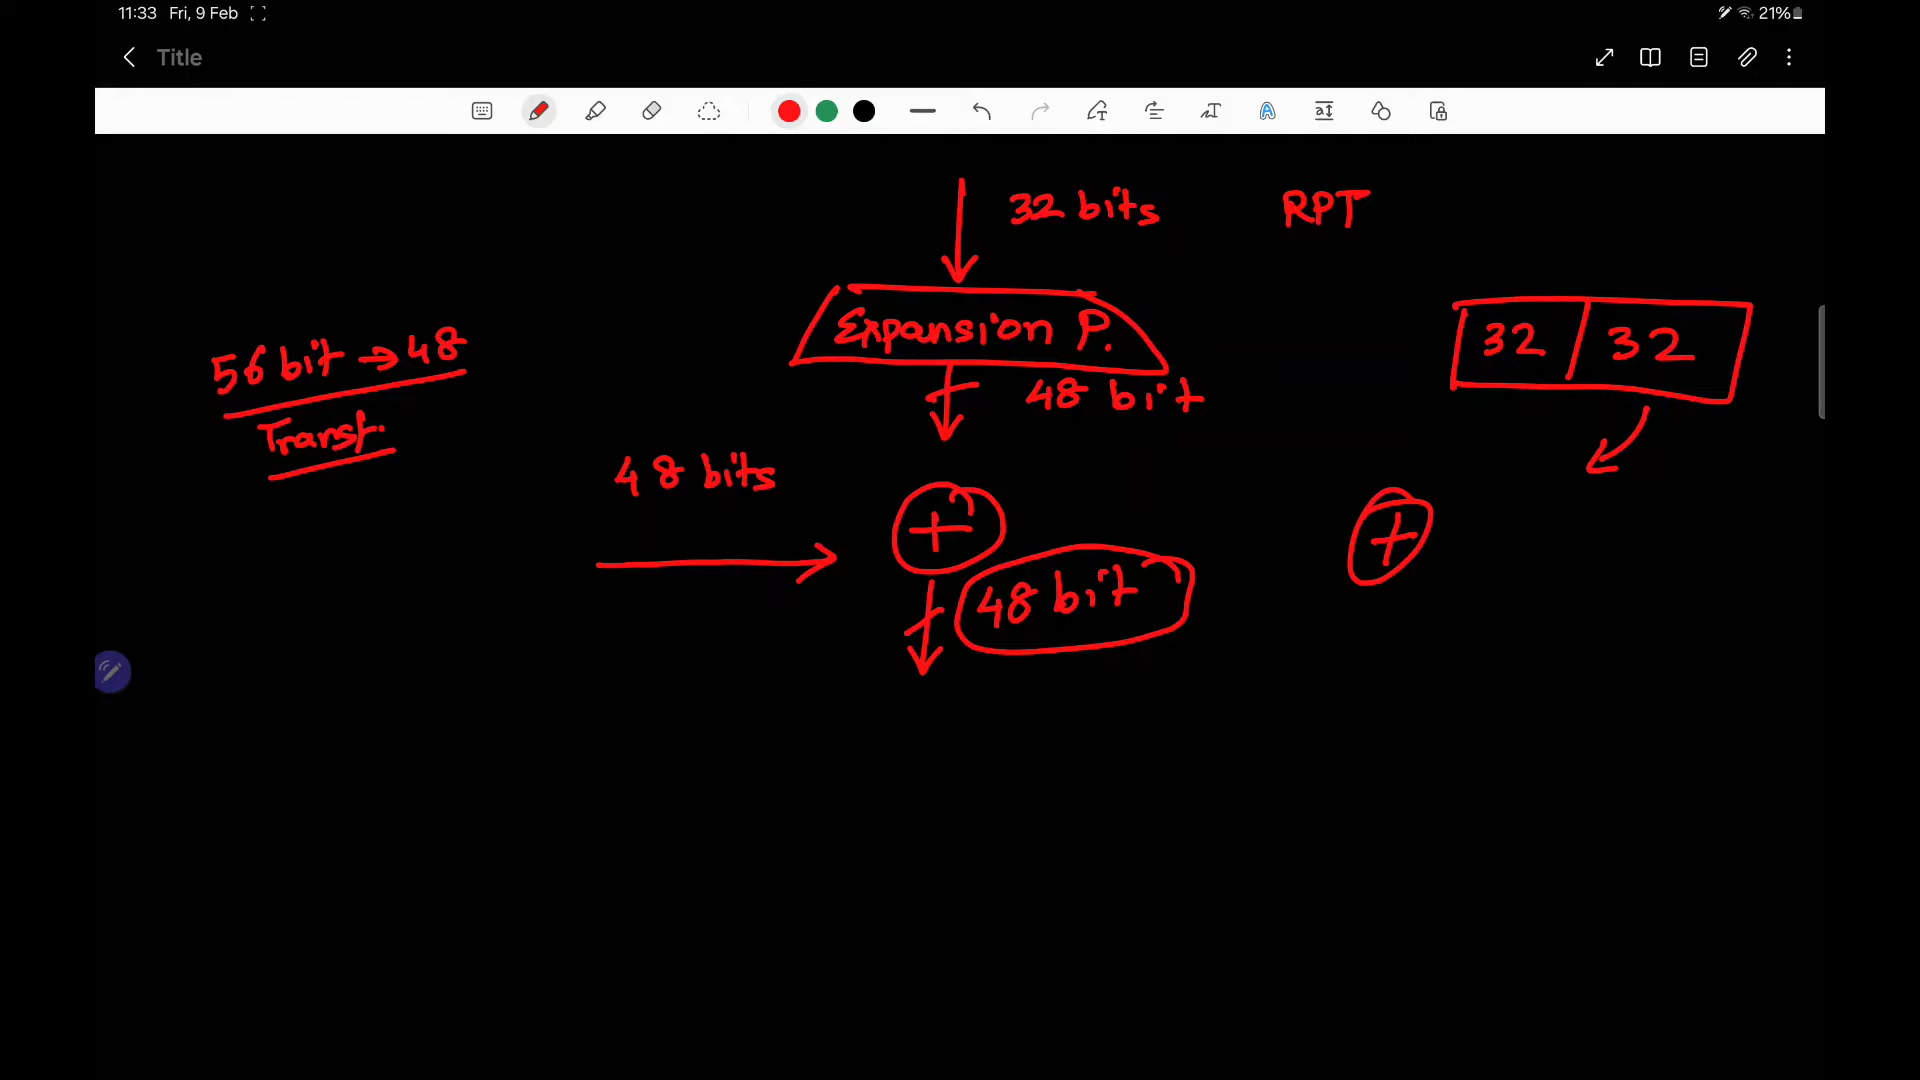 11:33 Fri, 9 Feb
21%
Title
32 bits RPT
Expansion P.
32 32
56 bit → 48
48 bit
Transf.
48 bits
+
+
48 bit